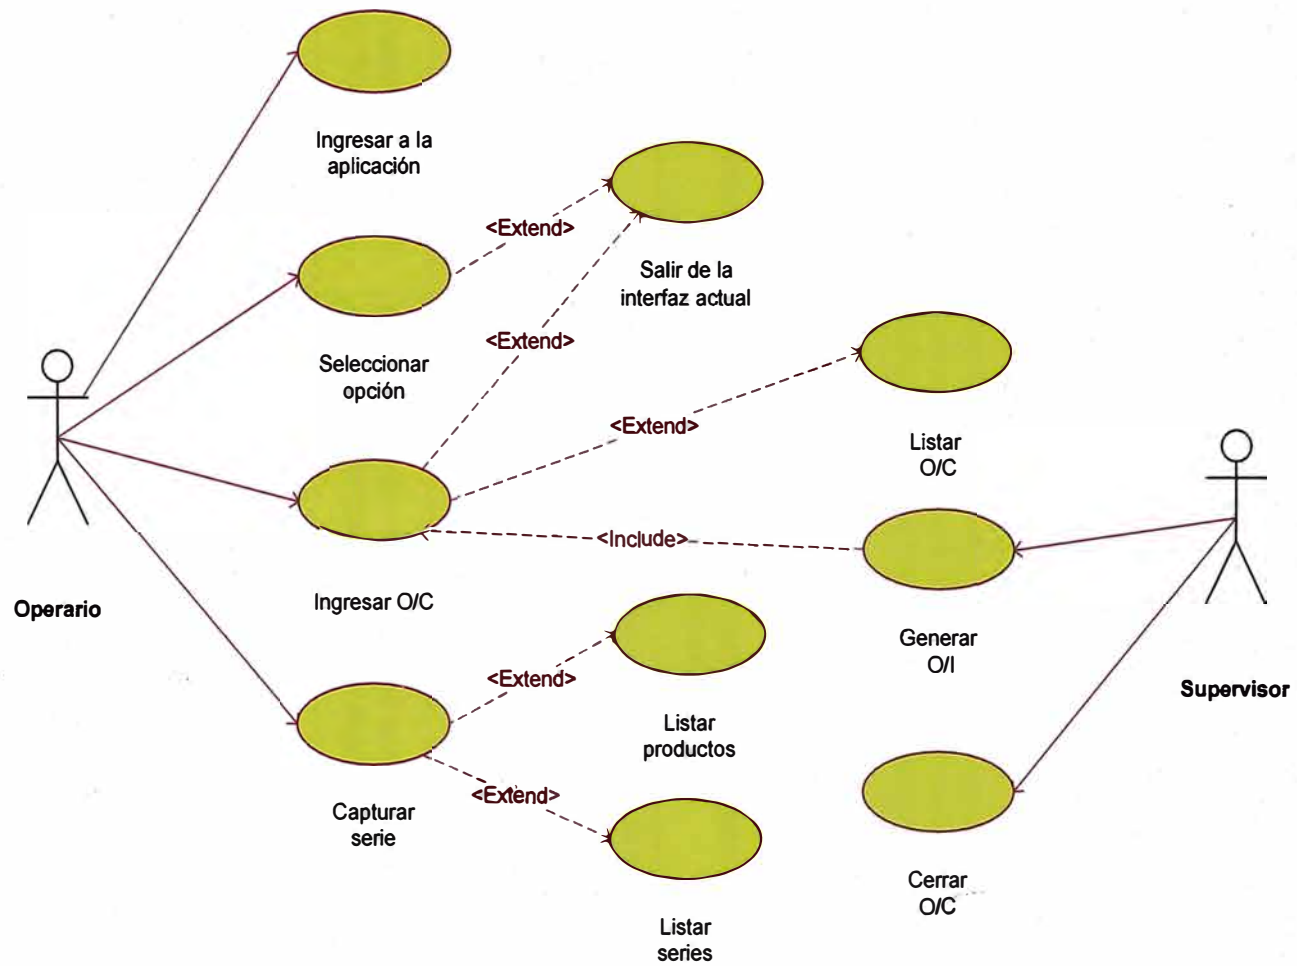 Ingresar a la
aplicación
<Extend>
Salir de la
interfaz actual
Seleccionar
opción
<Extend>
<Extend>
Listar
O/C
<Include>
Operario
Ingresar O/C
Generar
O/I
Supervisor
<Extend>
Listar
productos
<Extend>
Capturar
serie
Cerrar
O/C
Listar
series